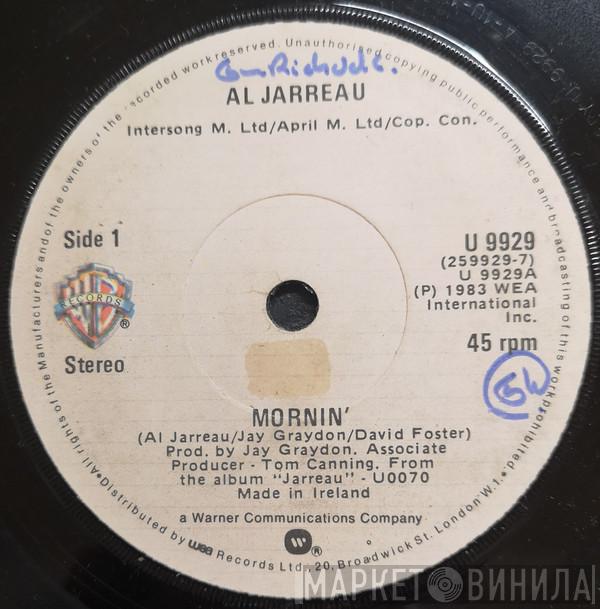 AL JARREAU
Intersong M. Ltd/April M. Ltd/Cop. Con.
Side 1
Stereo
WB
RECORDS
®
U 9929
(259929-7)
U 9929A
(P) 1983 WEA
International
Inc.
45 rpm
MORNIN'
(Al Jarreau/Jay Graydon/David Foster)
Prod. by Jay Graydon. Associate
Producer - Tom Canning. From
the album "Jarreau" - U0070
Made in Ireland
a Warner Communications Company
®
•All rights of the Manufacturers and of the owners of the recorded work reserved. Unauthorised copying public performance and broadcasting of this work prohibited.
•Distributed by wea Records Ltd., 20, Broadwick St. London W.1.•
МАРКЕТ ВИНИЛА